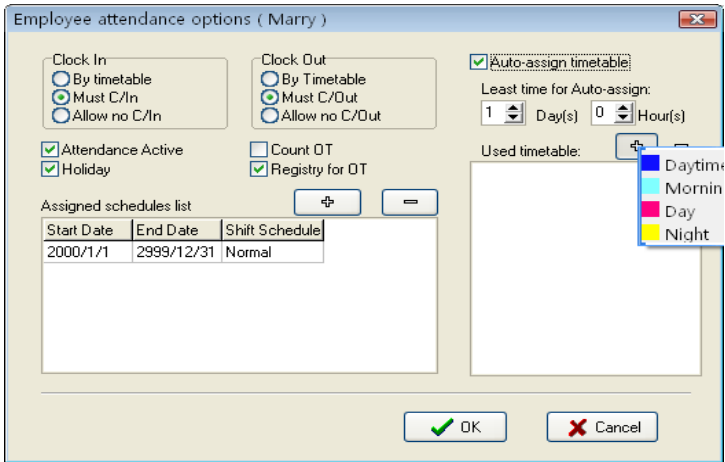 Employee attendance options ( Marry )
Clock In
By timetable
Must C/In
Allow no C/In
Clock Out
By Timetable
Must C/Out
Allow no C/Out
Auto-assign timetable
Least time for Auto-assign:
1 Day(s) 0 Hour(s)
Attendance Active
Holiday
Count OT
Registry for OT
Used timetable:
Daytime
Mornin
Day
Night
Assigned schedules list
Start Date End Date Shift Schedule
2000/1/1 2999/12/31 Normal
OK Cancel